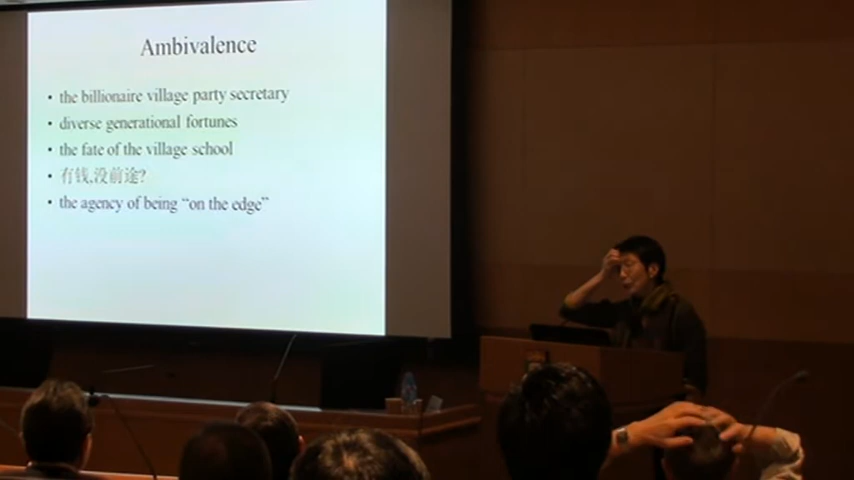 Ambivalence
• the billionaire village party secretary
• diverse generational fortunes
• the fate of the village school
• 有钱,没前途?
• the agency of being “on the edge”